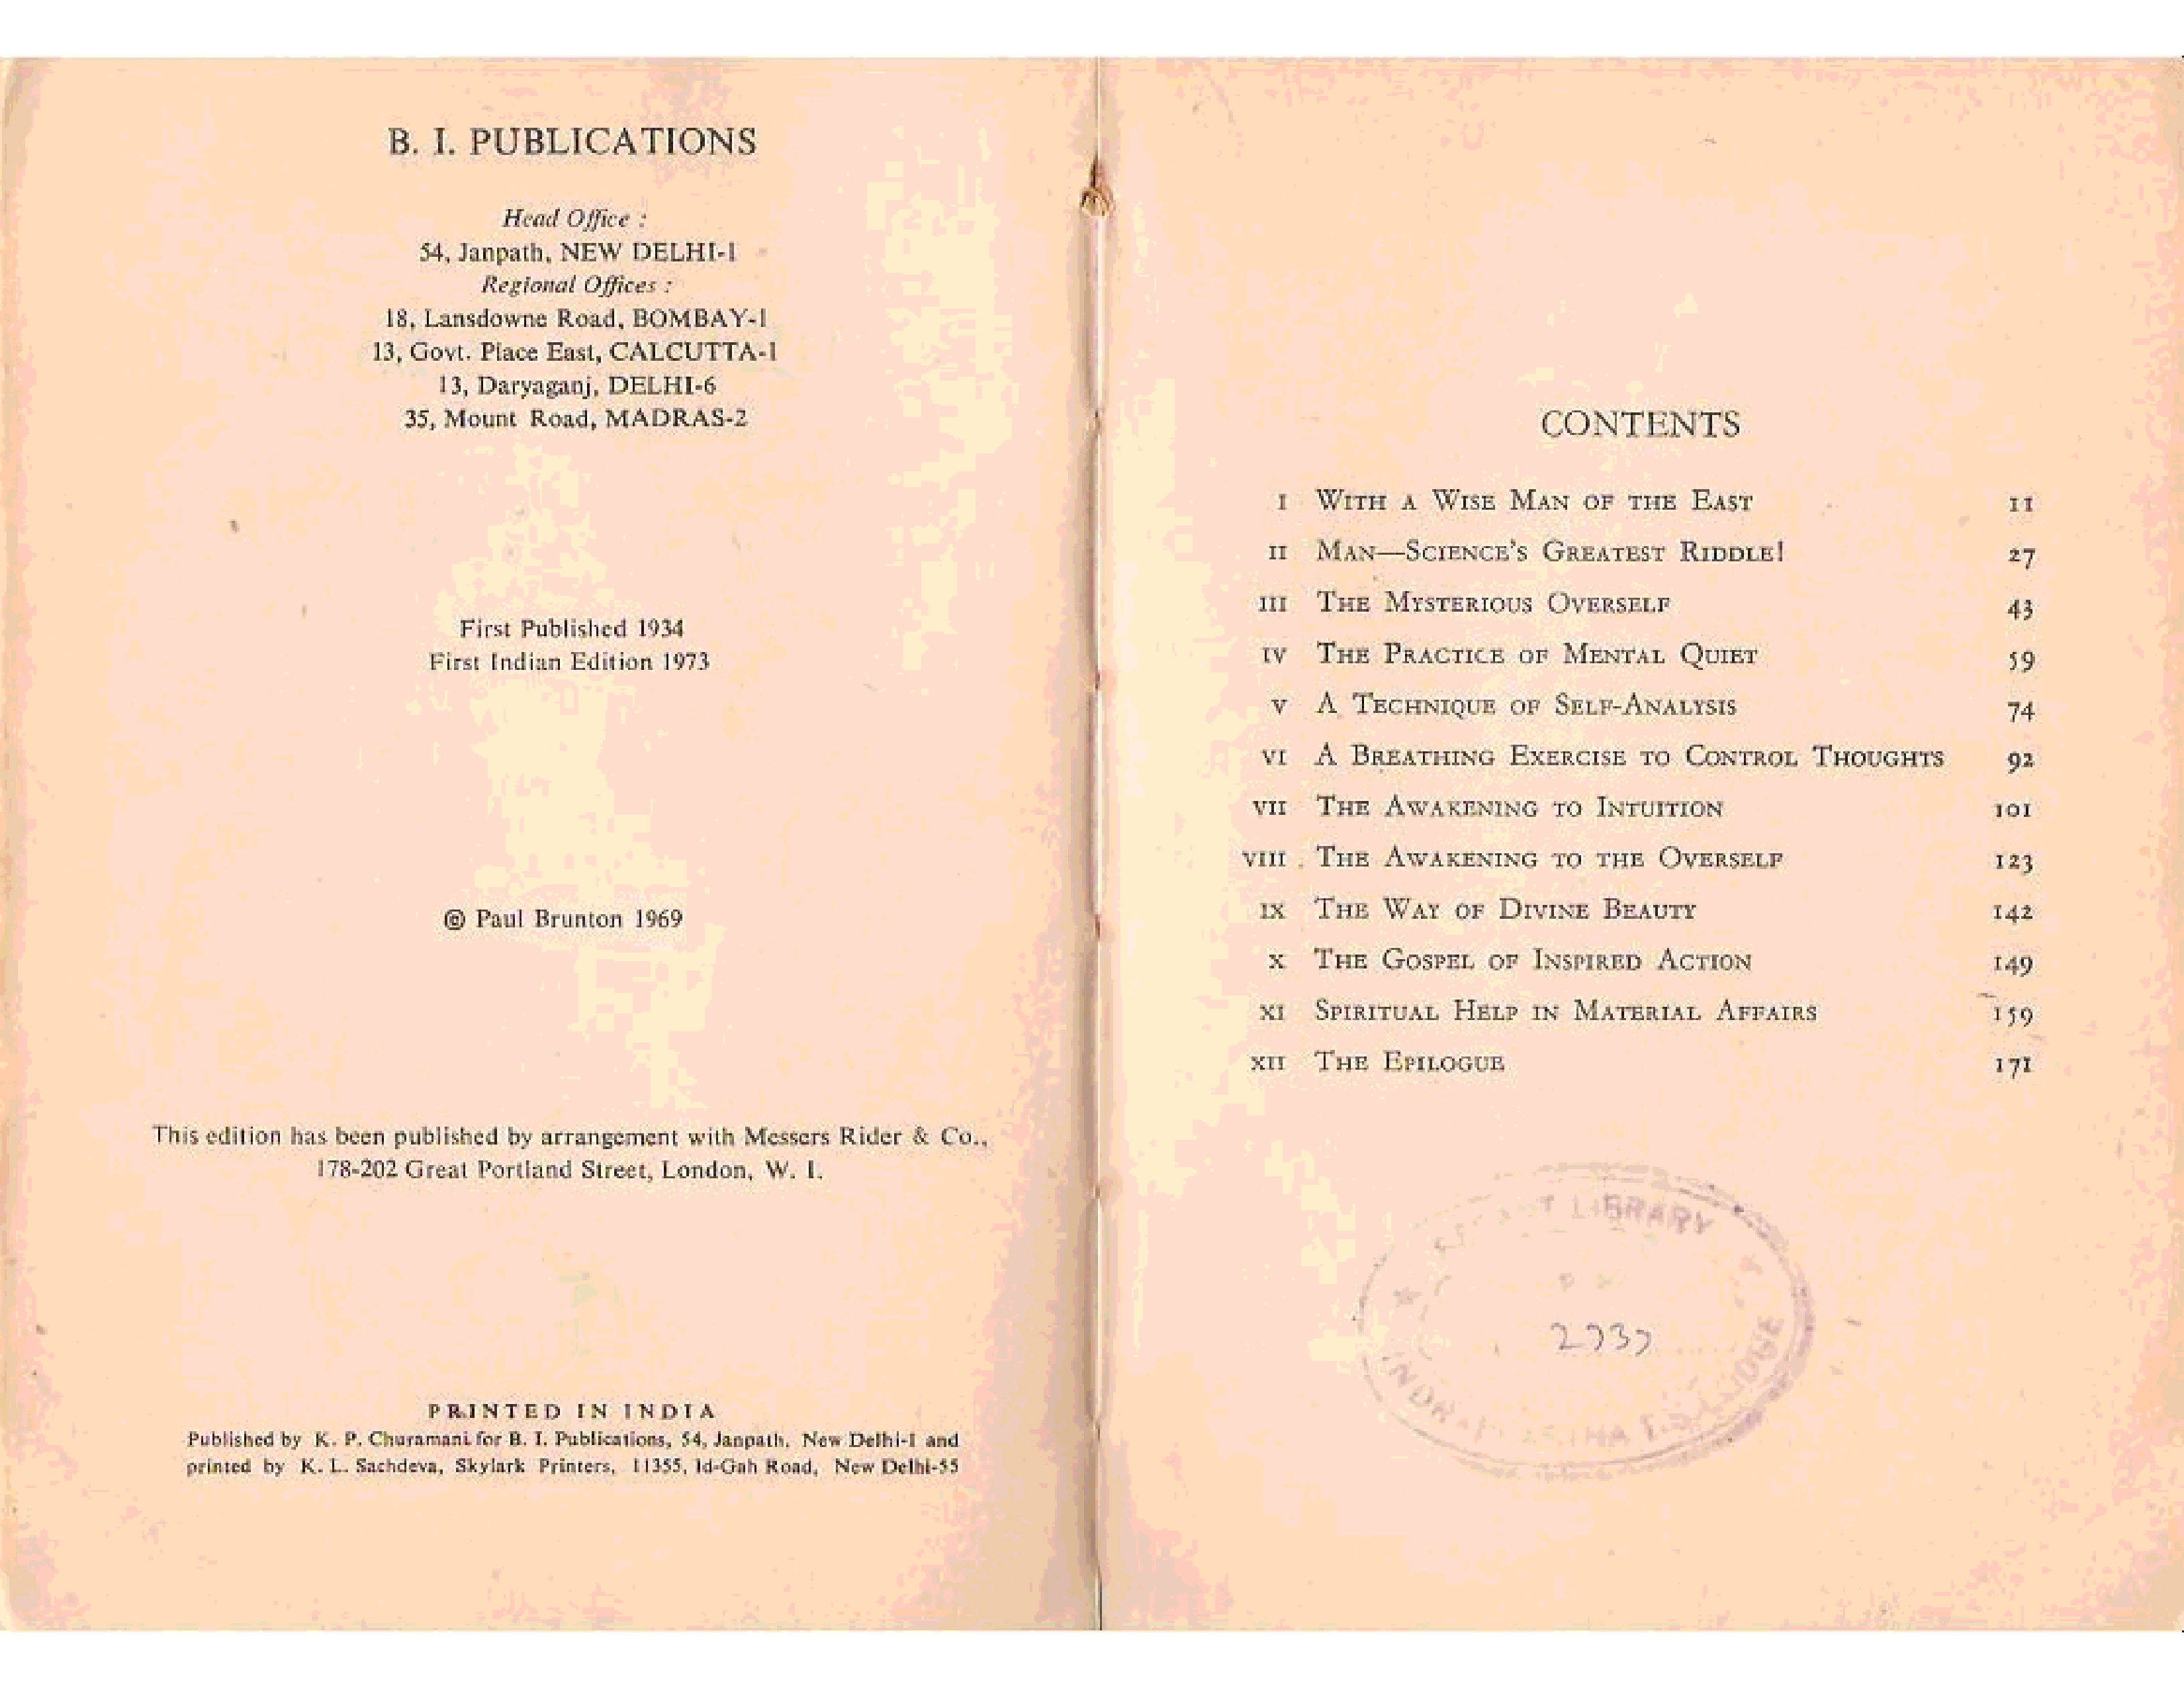 B. I. PUBLICATIONS
Head Office :
54, Janpath, NEW DELHI-1
Regional Offices :
18, Lansdowne Road, BOMBAY-1
13, Govt. Place East, CALCUTTA-1
13, Daryaganj, DELHI-6
35, Mount Road, MADRAS-2
First Published 1934
First Indian Edition 1973
© Paul Brunton 1969
This edition has been published by arrangement with Messers Rider & Co.,
178-202 Great Portland Street, London, W. I.
PRINTED IN INDIA
Published by K. P. Churamani for B. I. Publications, 54, Janpath, New Delhi-1 and
printed by K. L. Sachdeva, Skylark Printers, 11355, Id-Gah Road, New Delhi-55
CONTENTS
I WITH A WISE MAN OF THE EAST 11
II MAN—SCIENCE'S GREATEST RIDDLE! 27
III THE MYSTERIOUS OVERSELF 43
IV THE PRACTICE OF MENTAL QUIET 59
V A TECHNIQUE OF SELF-ANALYSIS 74
VI A BREATHING EXERCISE TO CONTROL THOUGHTS 92
VII THE AWAKENING TO INTUITION 101
VIII THE AWAKENING TO THE OVERSELF 123
IX THE WAY OF DIVINE BEAUTY 142
X THE GOSPEL OF INSPIRED ACTION 149
XI SPIRITUAL HELP IN MATERIAL AFFAIRS 159
XII THE EPILOGUE 171
LIBRARY